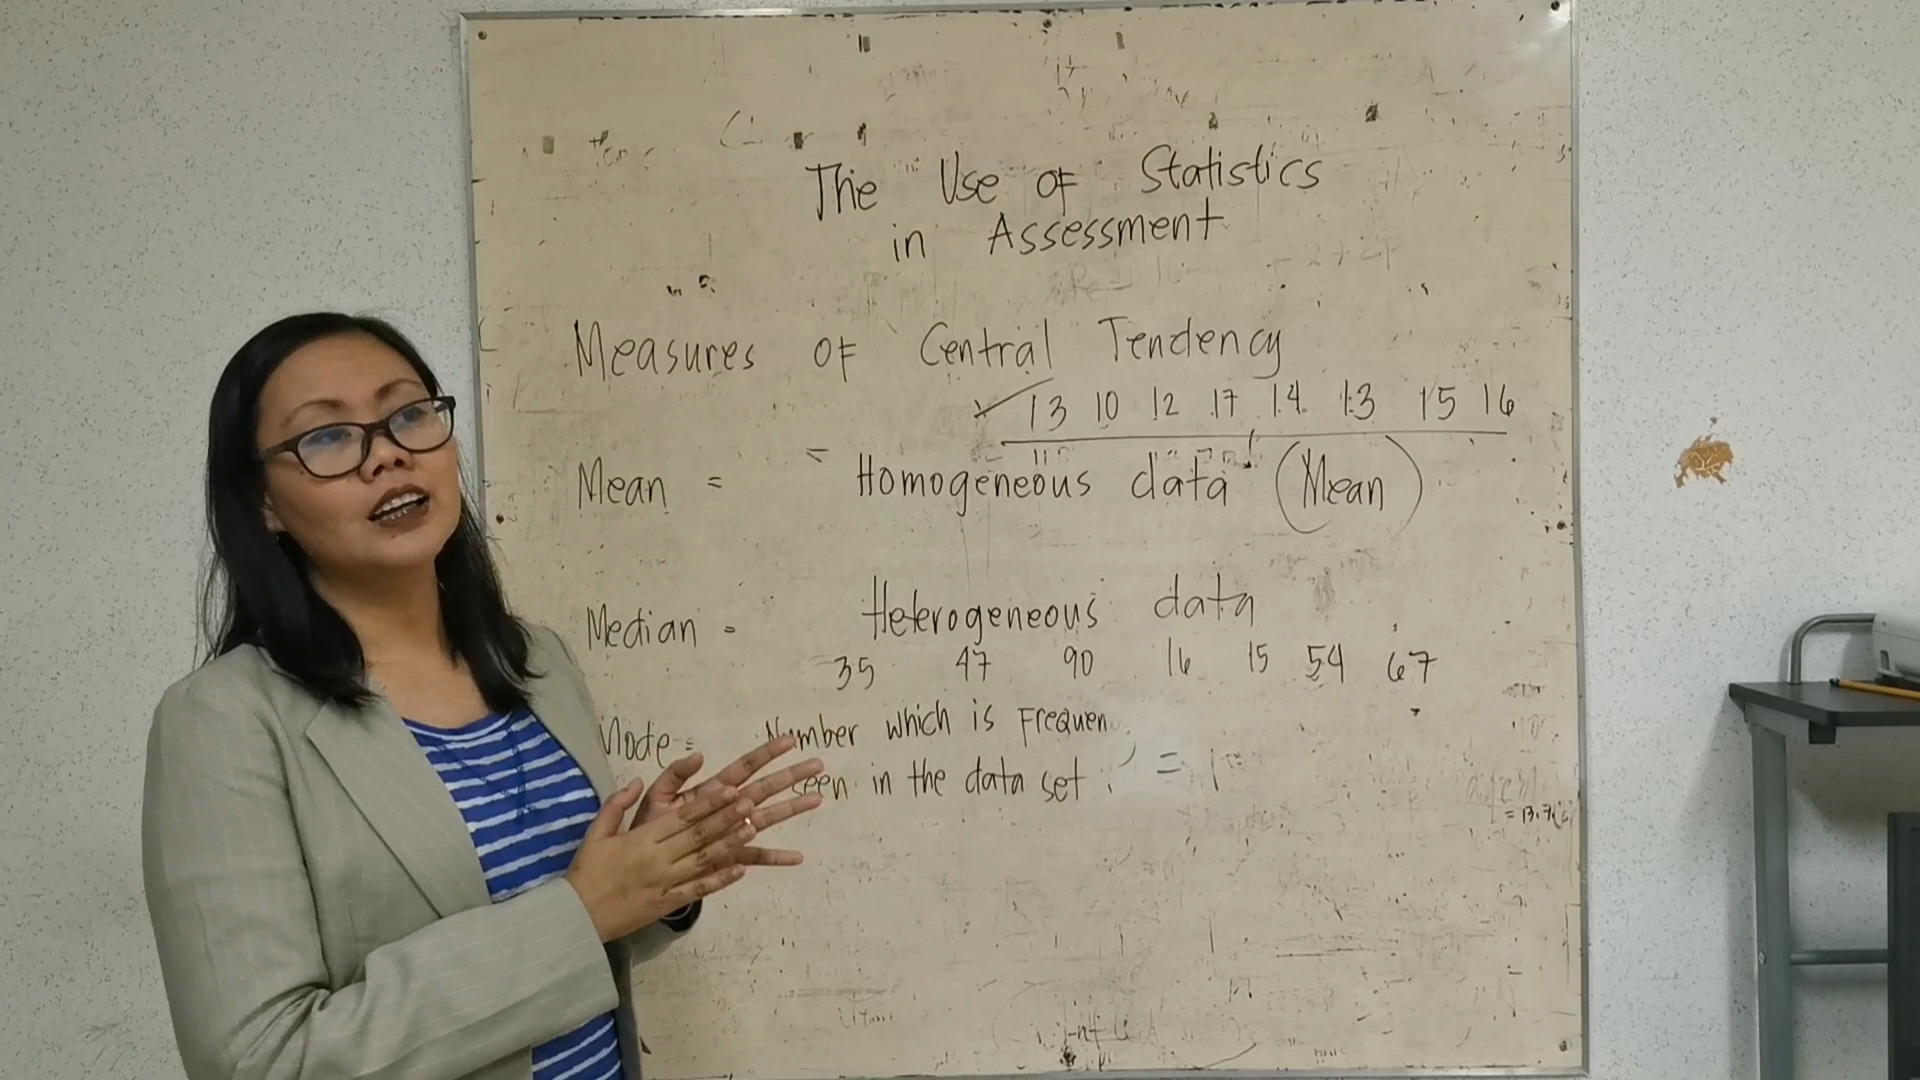 The Use of Statistics
in Assessment
Measures of Central Tendency
13 10 12 17 14 13 15 16
Mean = = Homogeneous data (Mean)
Median = Heterogeneous data
35 47 90 16 15 54 67
Mode = Number which is Frequen
seen in the data set.